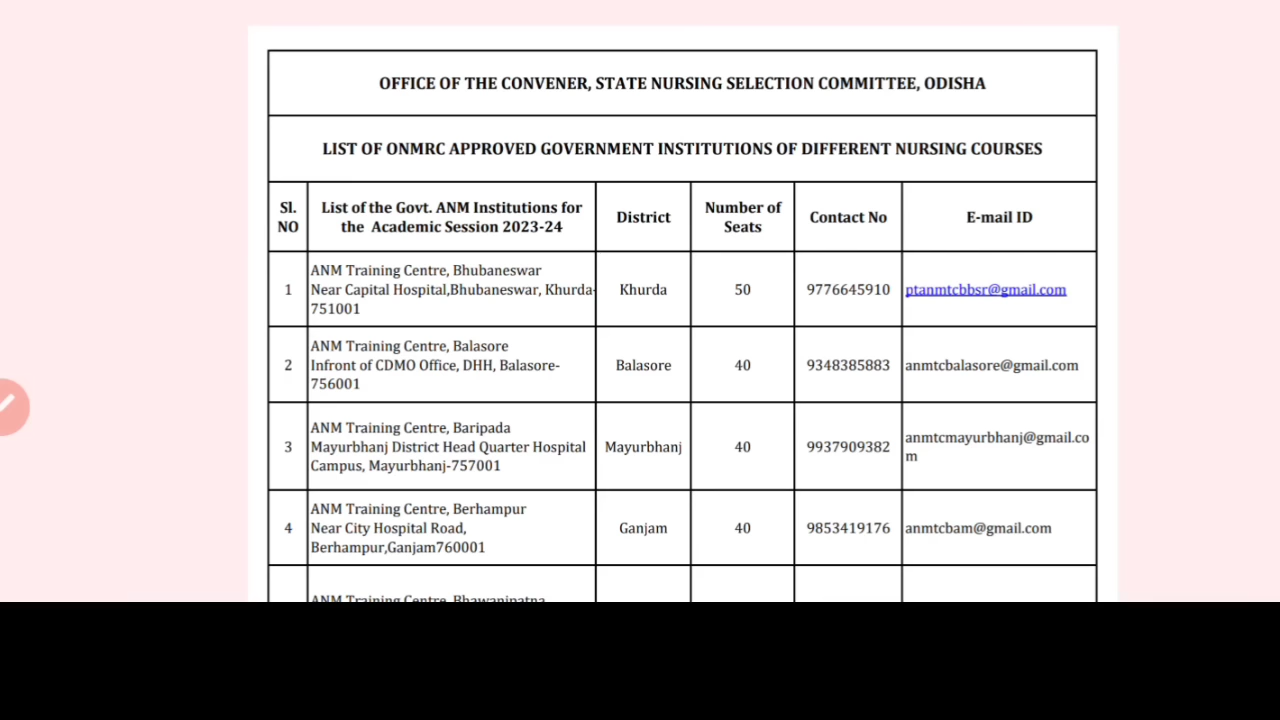 OFFICE OF THE CONVENER, STATE NURSING SELECTION COMMITTEE, ODISHA
LIST OF ONMRC APPROVED GOVERNMENT INSTITUTIONS OF DIFFERENT NURSING COURSES
Sl.
NO
List of the Govt. ANM Institutions for
the Academic Session 2023-24
District
Number of
Seats
Contact No
E-mail ID
1
ANM Training Centre, Bhubaneswar
Near Capital Hospital,Bhubaneswar, Khurda-
751001
Khurda
50
9776645910
ptanmtcbbsr@gmail.com
2
ANM Training Centre, Balasore
Infront of CDMO Office, DHH, Balasore-
756001
Balasore
40
9348385883
anmtcbalasore@gmail.com
3
ANM Training Centre, Baripada
Mayurbhanj District Head Quarter Hospital
Campus, Mayurbhanj-757001
Mayurbhanj
40
9937909382
anmtcmayurbhanj@gmail.co
m
4
ANM Training Centre, Berhampur
Near City Hospital Road,
Berhampur,Ganjam760001
Ganjam
40
9853419176
anmtcbam@gmail.com
ANM Training Centre, Bhawanipatna